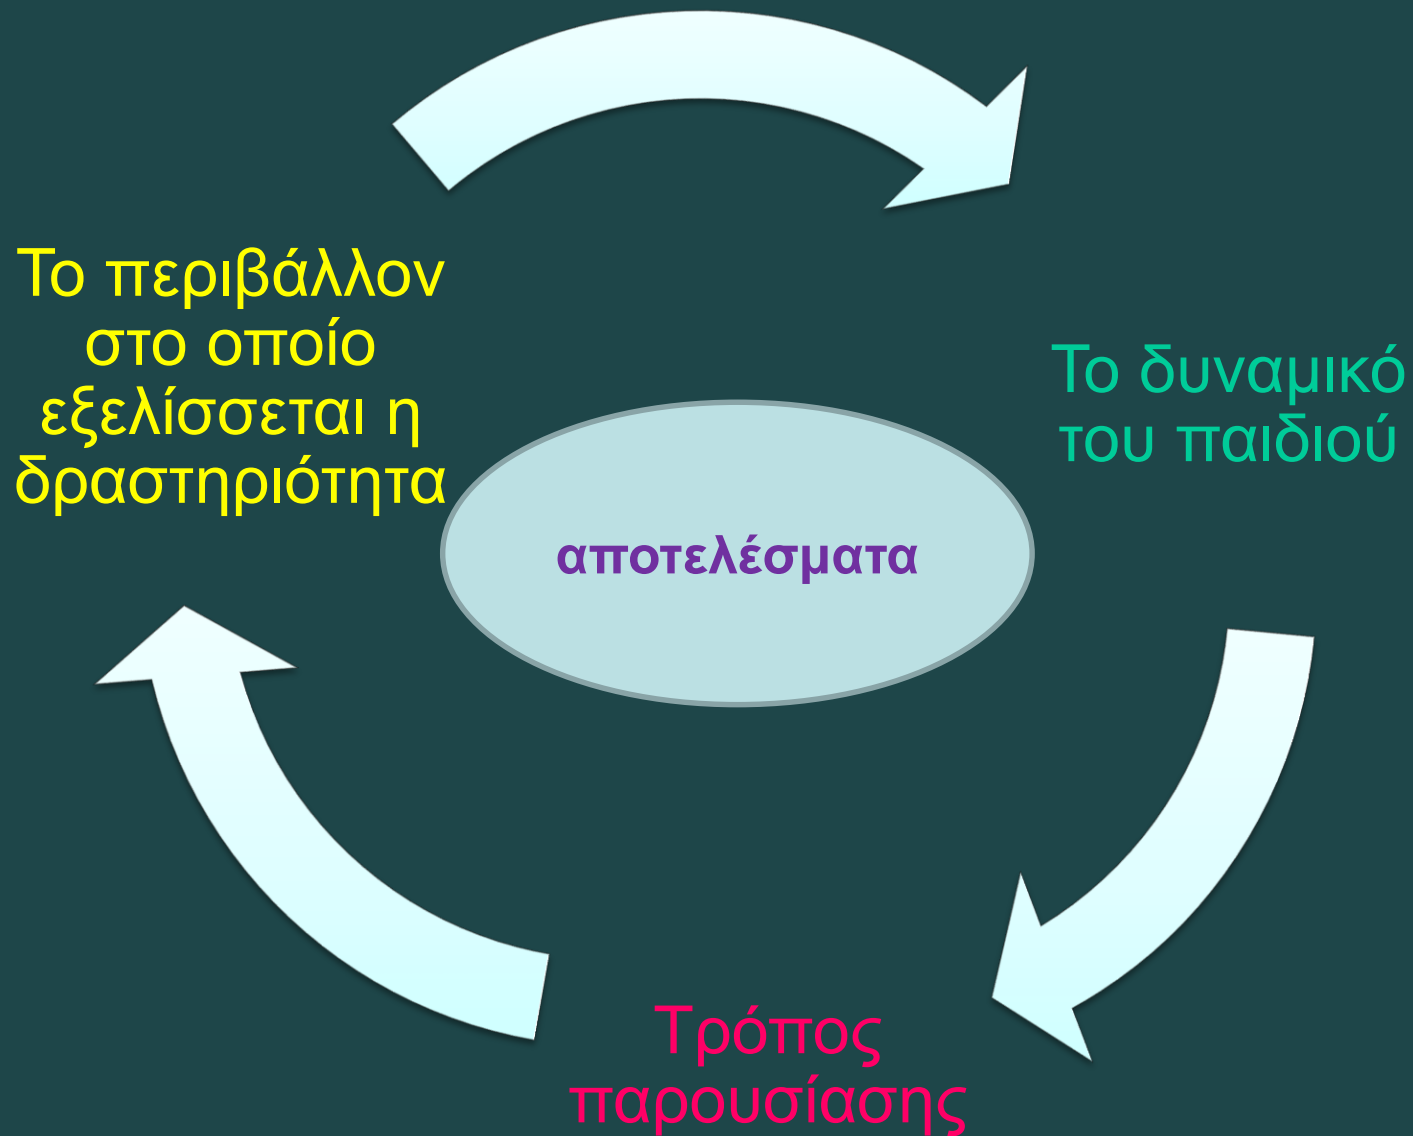 Το περιβάλλον
στο οποίο
εξελίσσεται η
δραστηριότητα
Το δυναμικό
του παιδιού
αποτελέσματα
Τρόπος
παρουσίασης